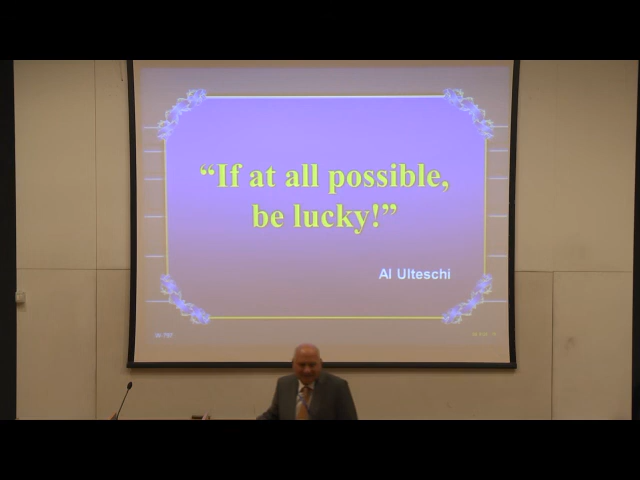 “If at all possible,
be lucky!”
Al Ulteschi